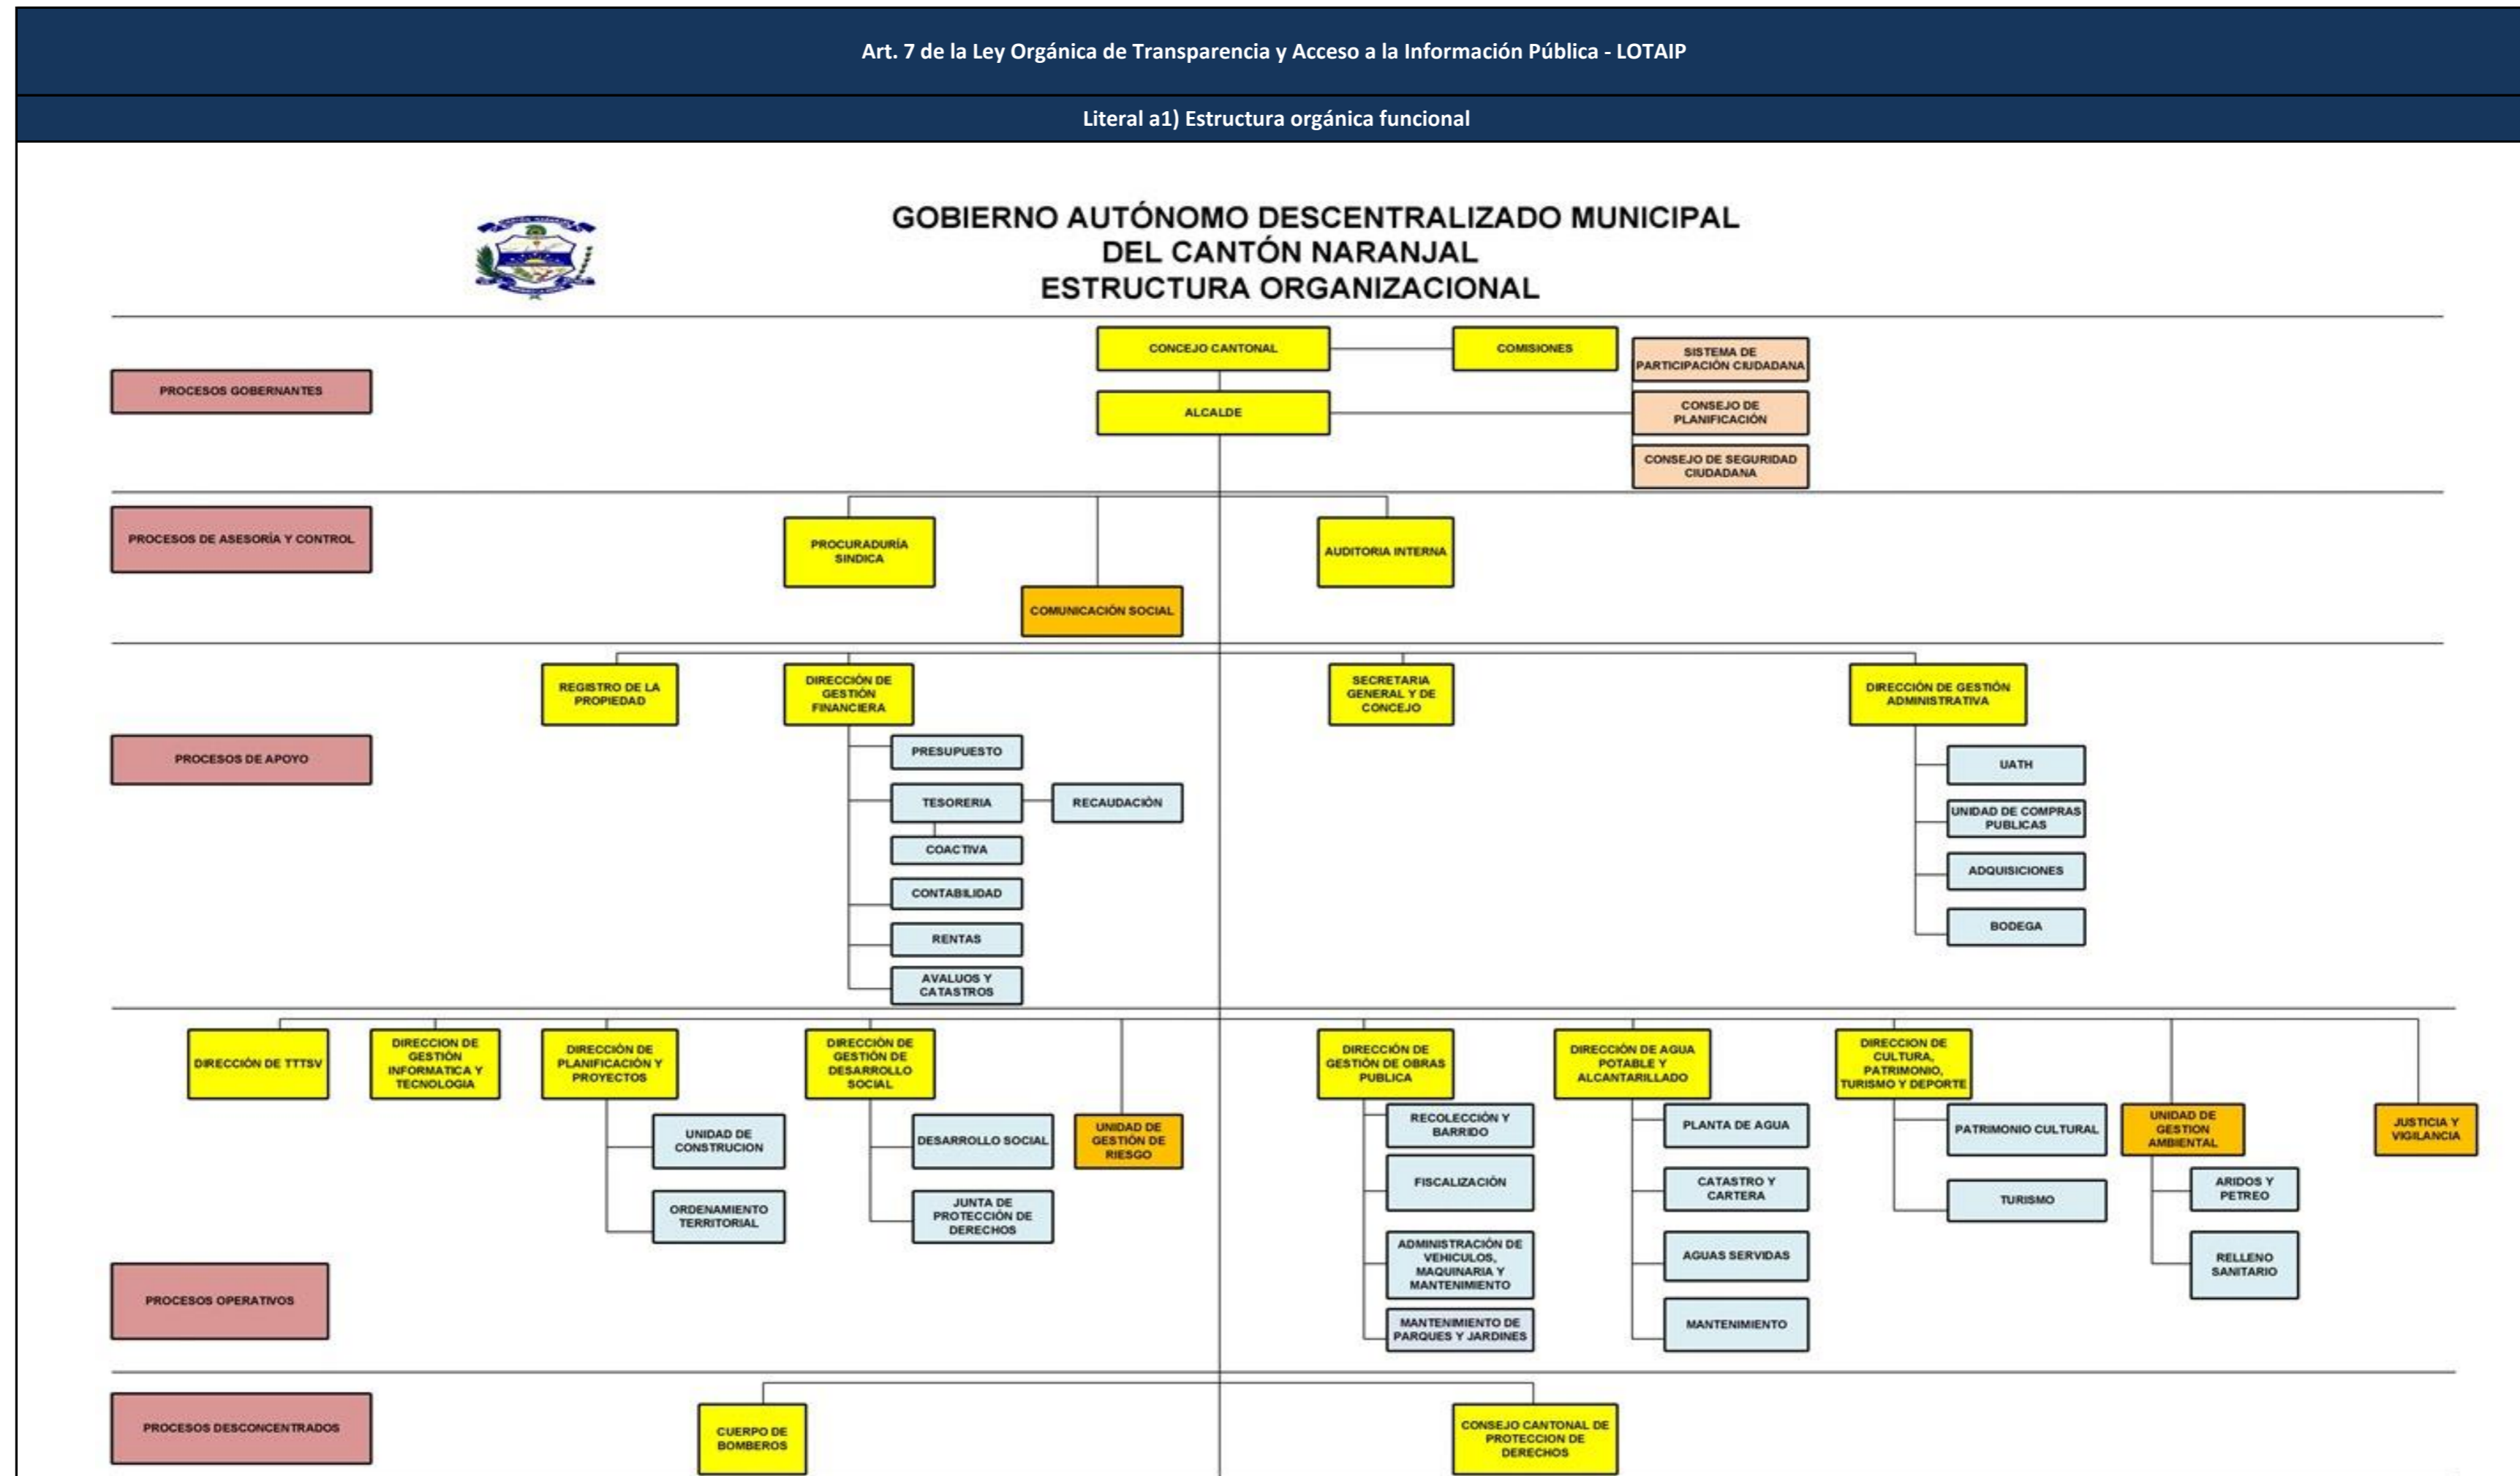 Art. 7 de la Ley Orgánica de Transparencia y Acceso a la Información Pública - LOTAIP
Literal a1) Estructura orgánica funcional
GOBIERNO AUTÓNOMO DESCENTRALIZADO MUNICIPAL
DEL CANTÓN NARANJAL
ESTRUCTURA ORGANIZACIONAL
PROCESOS GOBERNANTES
CONCEJO CANTONAL
COMISIONES
SISTEMA DE
PARTICIPACIÓN CIUDADANA
ALCALDE
CONSEJO DE
PLANIFICACIÓN
CONSEJO DE SEGURIDAD
CIUDADANA
PROCESOS DE ASESORÍA Y CONTROL
PROCURADURÍA
SINDICA
AUDITORIA INTERNA
COMUNICACIÓN SOCIAL
PROCESOS DE APOYO
REGISTRO DE LA
PROPIEDAD
DIRECCIÓN DE
GESTIÓN
FINANCIERA
SECRETARIA
GENERAL Y DE
CONCEJO
DIRECCIÓN DE GESTIÓN
ADMINISTRATIVA
PRESUPUESTO
TESORERIA
RECAUDACIÓN
COACTIVA
CONTABILIDAD
RENTAS
AVALUOS Y
CATASTROS
UATH
UNIDAD DE COMPRAS
PUBLICAS
ADQUISICIONES
BODEGA
PROCESOS OPERATIVOS
DIRECCIÓN DE TTTSV
DIRECCION DE
GESTIÓN
INFORMATICA Y
TECNOLOGIA
DIRECCIÓN DE
PLANIFICACIÓN Y
PROYECTOS
UNIDAD DE
CONSTRUCION
ORDENAMIENTO
TERRITORIAL
DIRECCIÓN DE
GESTIÓN DE
DESARROLLO
SOCIAL
DESARROLLO SOCIAL
JUNTA DE
PROTECCIÓN DE
DERECHOS
UNIDAD DE
GESTIÓN DE
RIESGO
DIRECCIÓN DE
GESTIÓN DE OBRAS
PUBLICA
RECOLECCIÓN Y
BARRIDO
FISCALIZACIÓN
ADMINISTRACIÓN DE
VEHICULOS,
MAQUINARIA Y
MANTENIMIENTO
MANTENIMIENTO DE
PARQUES Y JARDINES
DIRECCIÓN DE AGUA
POTABLE Y
ALCANTARILLADO
PLANTA DE AGUA
CATASTRO Y
CARTERA
AGUAS SERVIDAS
MANTENIMIENTO
DIRECCION DE
CULTURA,
PATRIMONIO,
TURISMO Y DEPORTE
PATRIMONIO CULTURAL
TURISMO
UNIDAD DE
GESTION
AMBIENTAL
ARIDOS Y
PETREO
RELLENO
SANITARIO
JUSTICIA Y
VIGILANCIA
PROCESOS DESCONCENTRADOS
CUERPO DE
BOMBEROS
CONSEJO CANTONAL DE
PROTECCION DE
DERECHOS